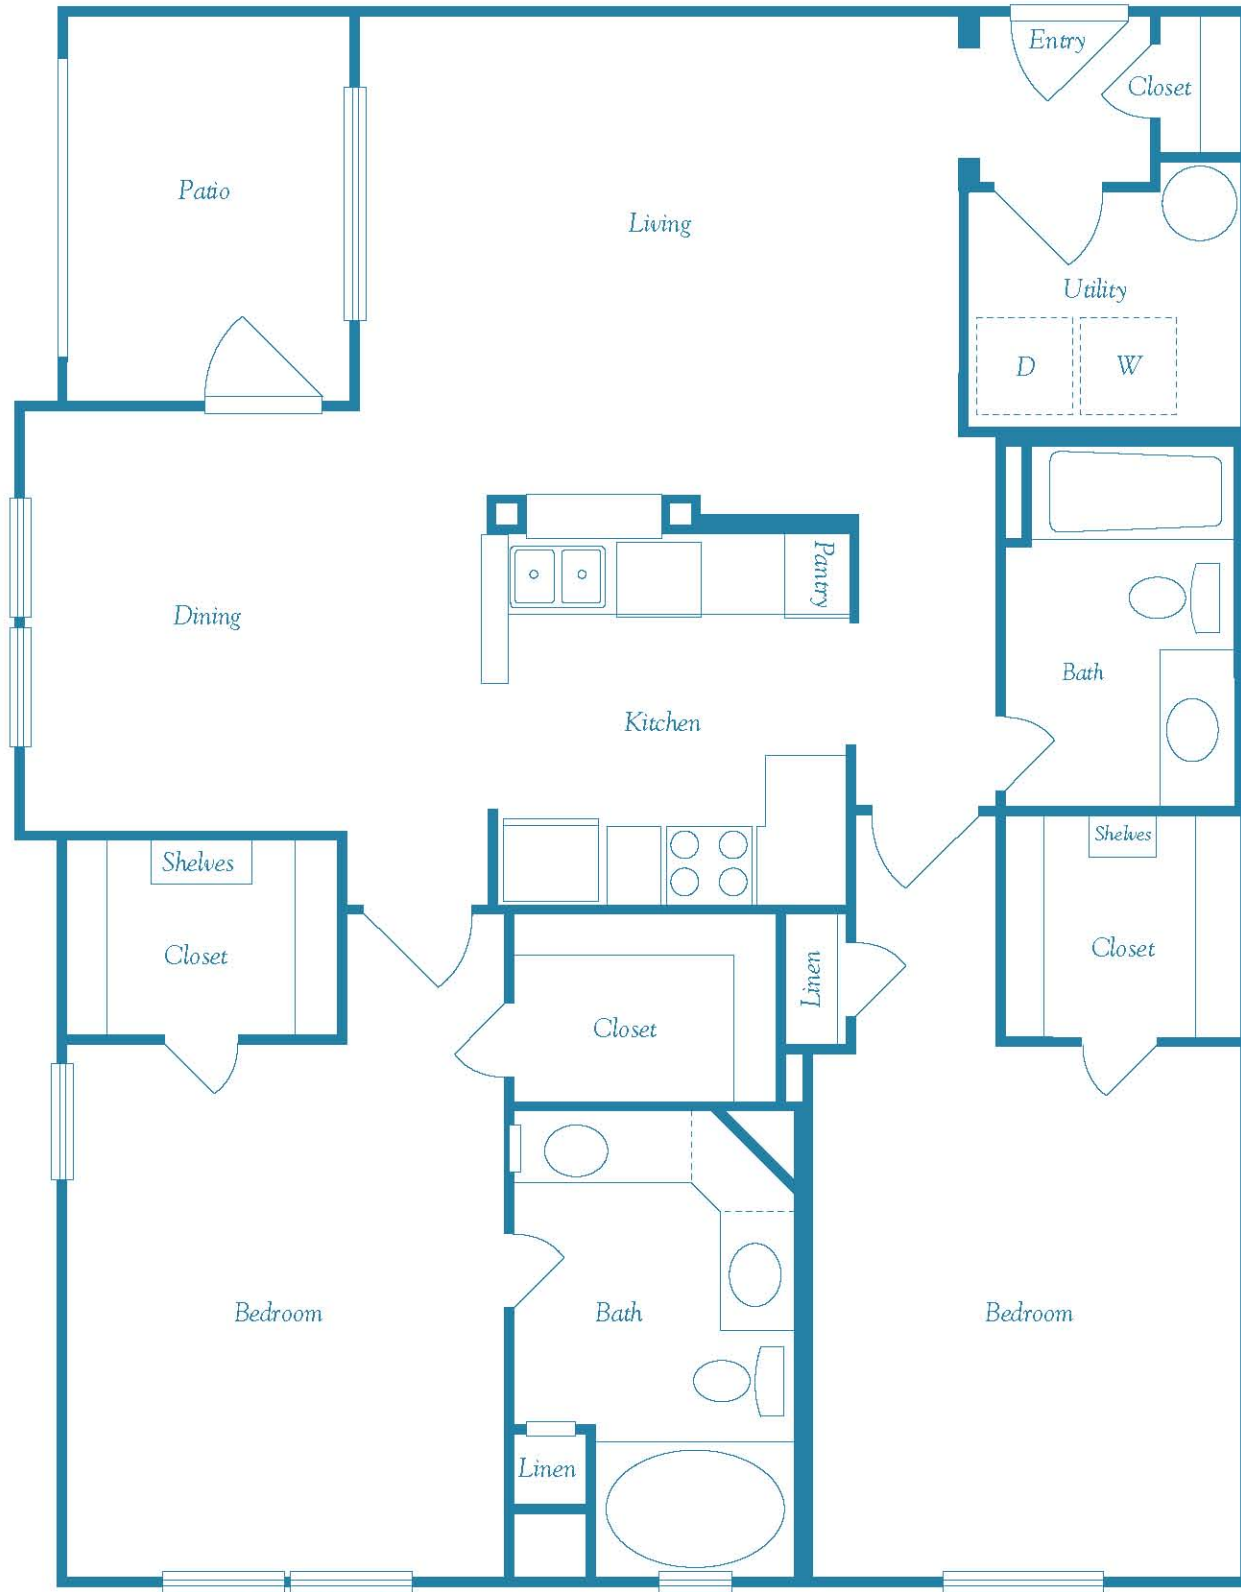 Entry
Closet
Patio
Living
Utility
D
W
Pantry
Dining
Bath
Kitchen
Shelves
Shelves
Closet
Closet
Linen
Closet
Bedroom
Bath
Bedroom
Linen